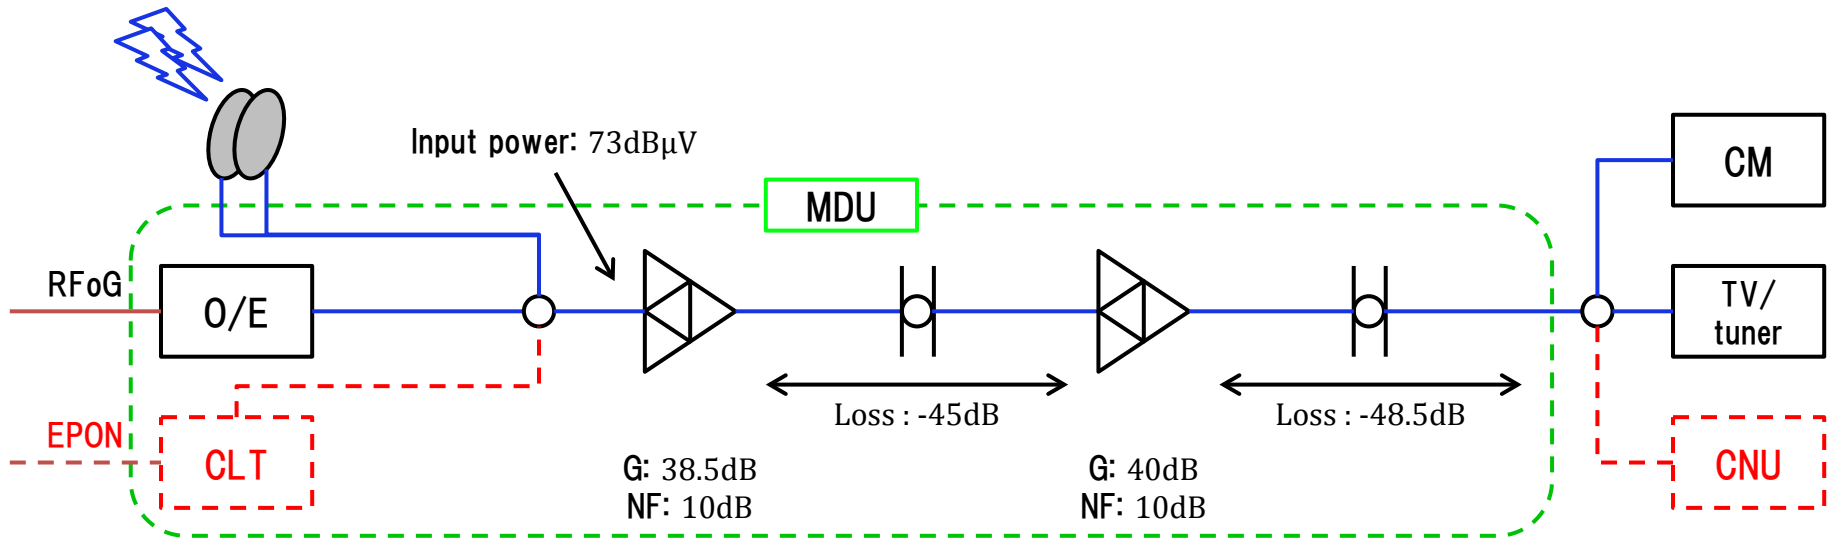 Input power: 73dBµV
CM
MDU
RFoG
O/E
TV/
tuner
Loss : -45dB
Loss : -48.5dB
EPON
CLT
G: 38.5dB
NF: 10dB
G: 40dB
NF: 10dB
CNU